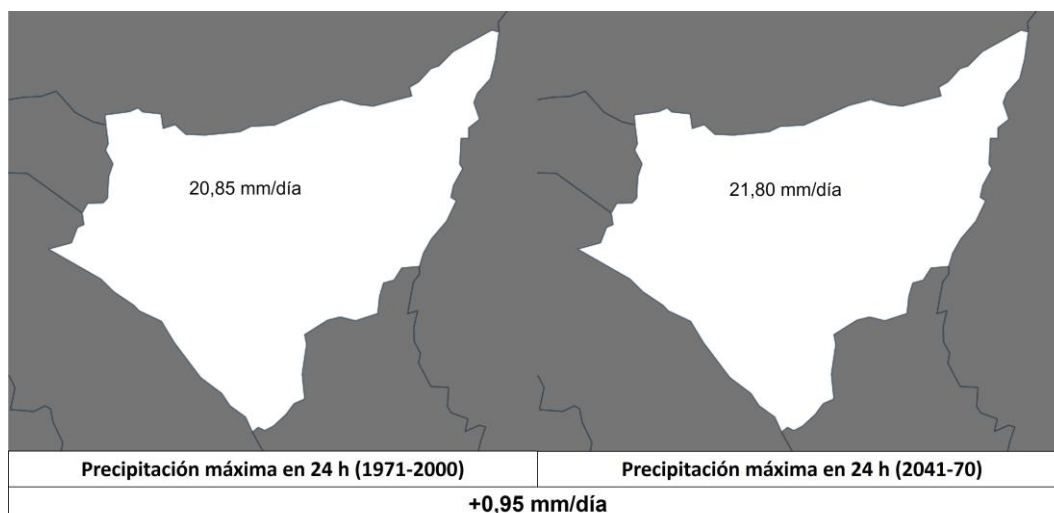 20,85 mm/día
21,80 mm/día
Precipitación máxima en 24 h (1971-2000)
Precipitación máxima en 24 h (2041-70)
+0,95 mm/día